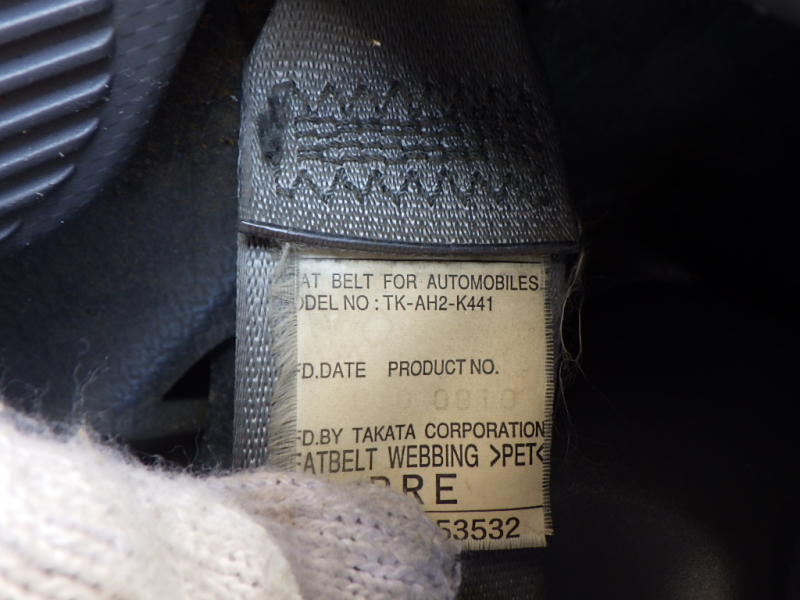 AT BELT FOR AUTOMOBILES
ODEL NO : TK-AH2-K441
FD.DATE PRODUCT NO.
0810
FD.BY TAKATA CORPORATION
EATBELT WEBBING >PET<
RRE
53532